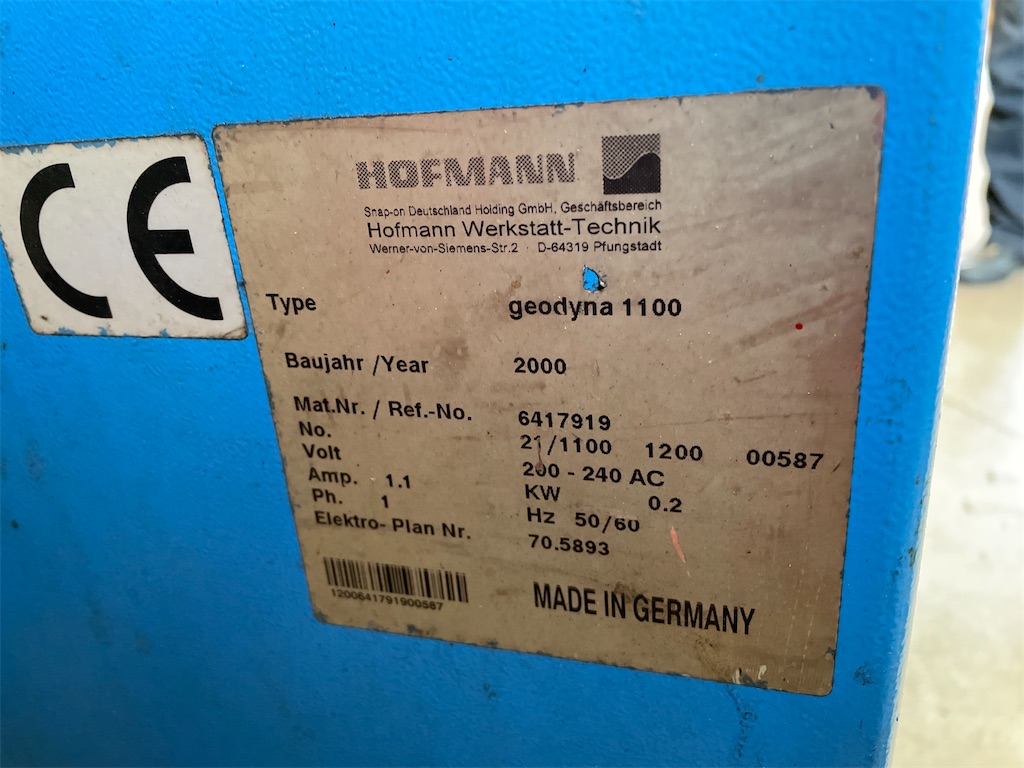 CE
HOFMANN
Snap-on Deutschland Holding GmbH, Geschäftsbereich
Hofmann Werkstatt-Technik
Werner-von-Siemens-Str.2 · D-64319 Pfungstadt
Type geodyna 1100
Baujahr /Year 2000
Mat.Nr. / Ref.-No. 6417919
No. 21/1100 1200 00587
Volt 200 - 240 AC
Amp. 1.1 KW 0.2
Ph. 1 Hz 50/60
Elektro- Plan Nr. 70.5893
1200641791900587
MADE IN GERMANY